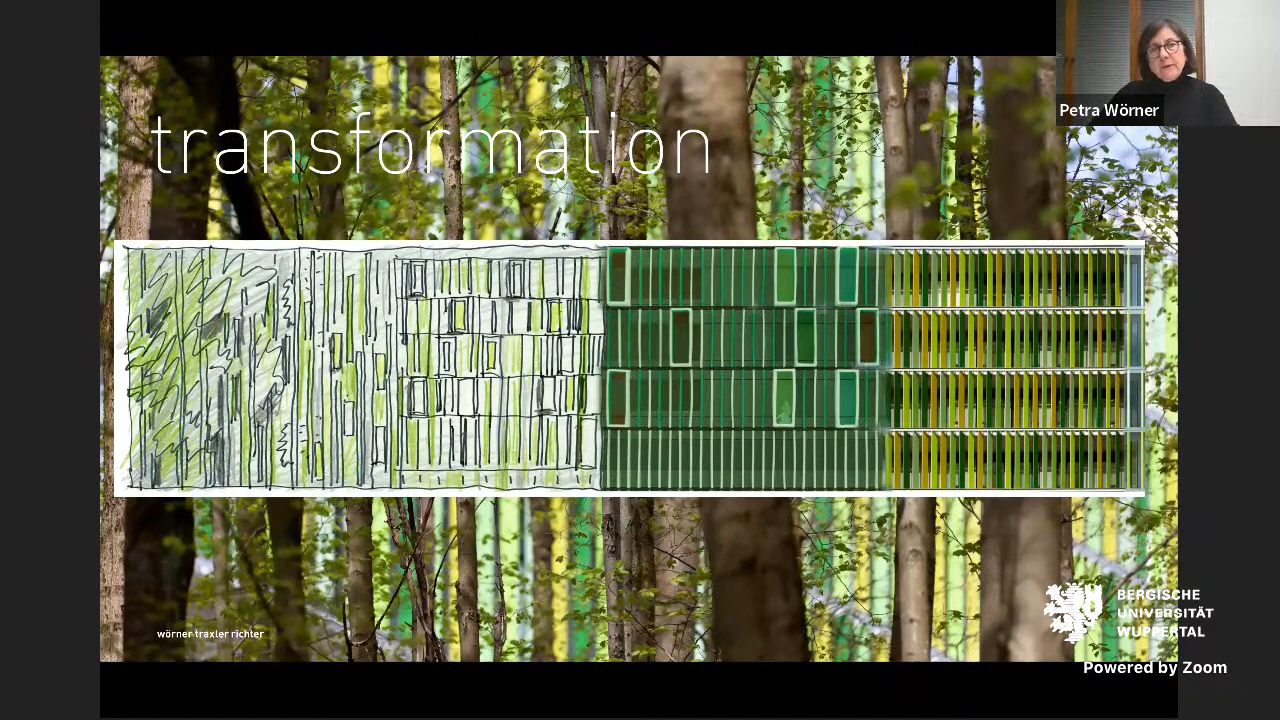 transformation
Petra Wörner
wörner traxler richter
BERGISCHE
UNIVERSITÄT
WUPPERTAL
Powered by Zoom